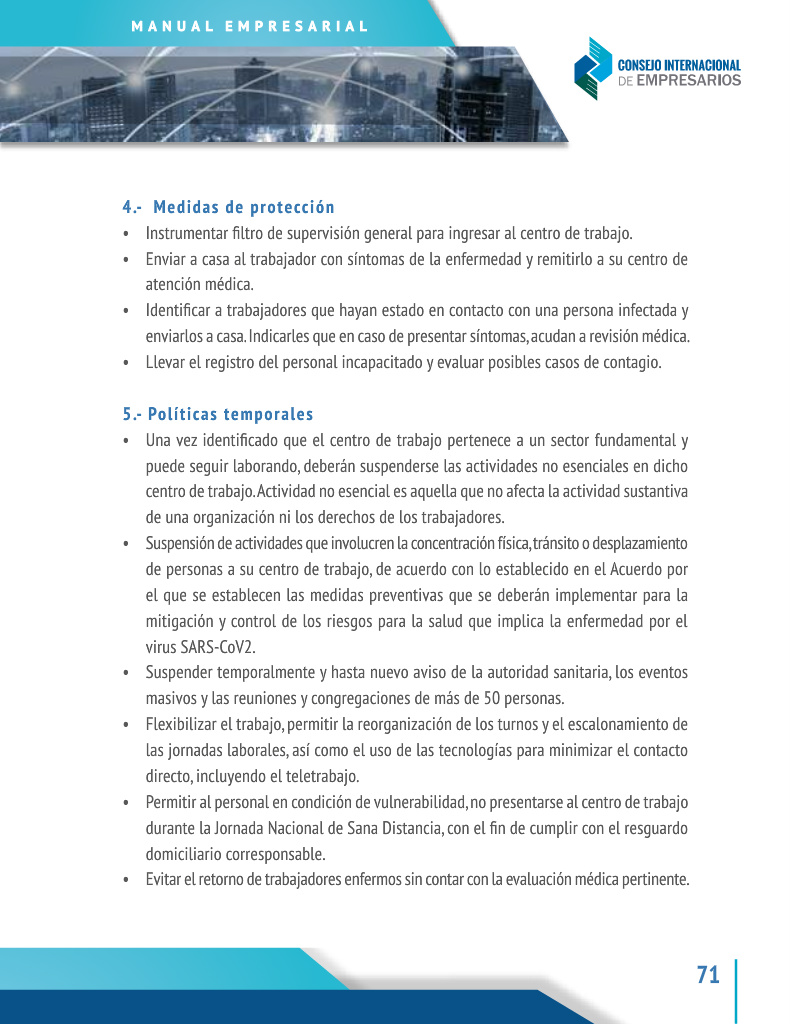 MANUAL EMPRESARIAL
CONSEJO INTERNACIONAL
DE EMPRESARIOS
4.- Medidas de protección
• Instrumentar filtro de supervisión general para ingresar al centro de trabajo.
• Enviar a casa al trabajador con síntomas de la enfermedad y remitirlo a su centro de
atención médica.
• Identificar a trabajadores que hayan estado en contacto con una persona infectada y
enviarlos a casa. Indicarles que en caso de presentar síntomas, acudan a revisión médica.
• Llevar el registro del personal incapacitado y evaluar posibles casos de contagio.
5.- Políticas temporales
• Una vez identificado que el centro de trabajo pertenece a un sector fundamental y
puede seguir laborando, deberán suspenderse las actividades no esenciales en dicho
centro de trabajo. Actividad no esencial es aquella que no afecta la actividad sustantiva
de una organización ni los derechos de los trabajadores.
• Suspensión de actividades que involucren la concentración física, tránsito o desplazamiento
de personas a su centro de trabajo, de acuerdo con lo establecido en el Acuerdo por
el que se establecen las medidas preventivas que se deberán implementar para la
mitigación y control de los riesgos para la salud que implica la enfermedad por el
virus SARS-CoV2.
• Suspender temporalmente y hasta nuevo aviso de la autoridad sanitaria, los eventos
masivos y las reuniones y congregaciones de más de 50 personas.
• Flexibilizar el trabajo, permitir la reorganización de los turnos y el escalonamiento de
las jornadas laborales, así como el uso de las tecnologías para minimizar el contacto
directo, incluyendo el teletrabajo.
• Permitir al personal en condición de vulnerabilidad, no presentarse al centro de trabajo
durante la Jornada Nacional de Sana Distancia, con el fin de cumplir con el resguardo
domiciliario corresponsable.
• Evitar el retorno de trabajadores enfermos sin contar con la evaluación médica pertinente.
71